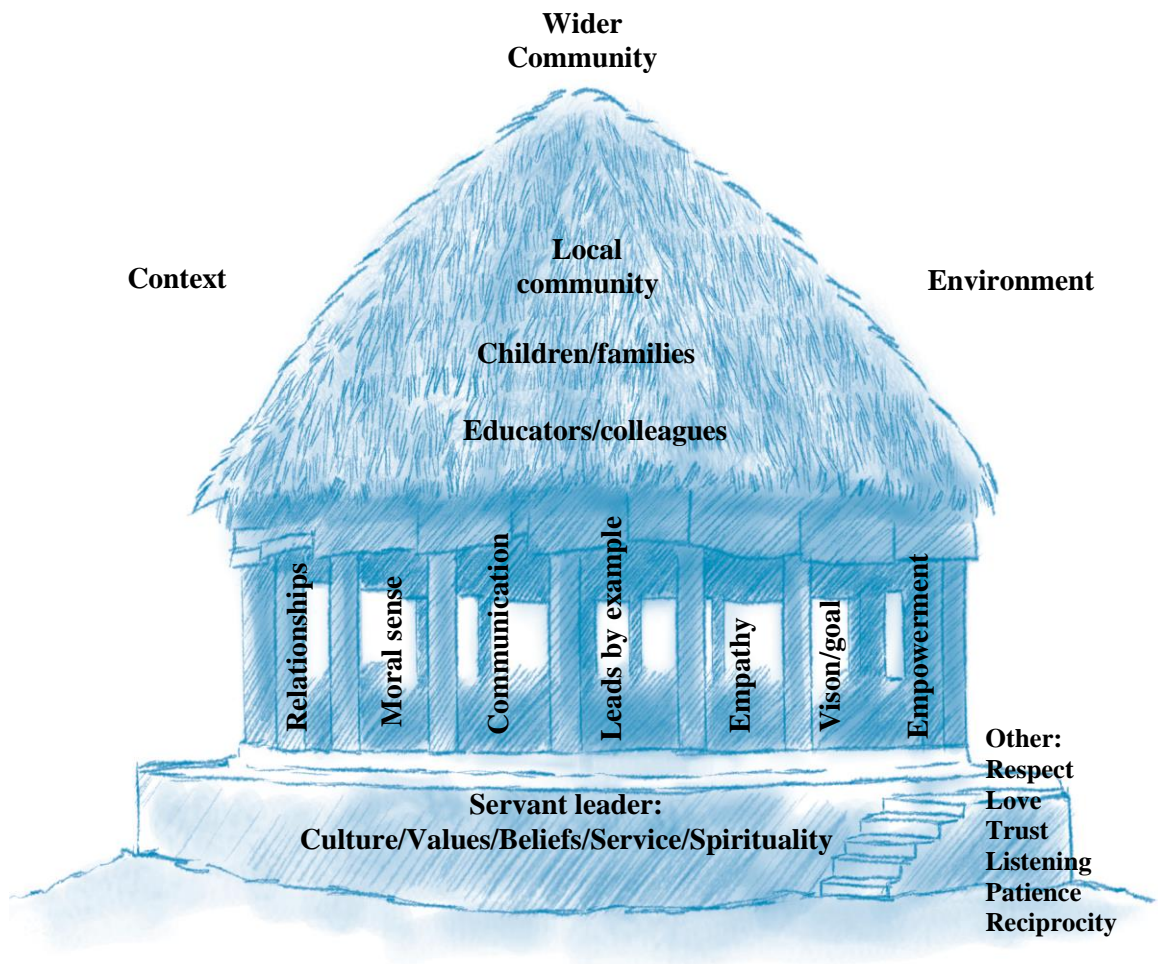 Wider
Community
Local
community
Context
Environment
Children/families
Educators/colleagues
Relationships
Moral sense
Communication
Leads by example
Empathy
Vison/goal
Empowerment
Servant leader:
Culture/Values/Beliefs/Service/Spirituality
Other:
Respect
Love
Trust
Listening
Patience
Reciprocity